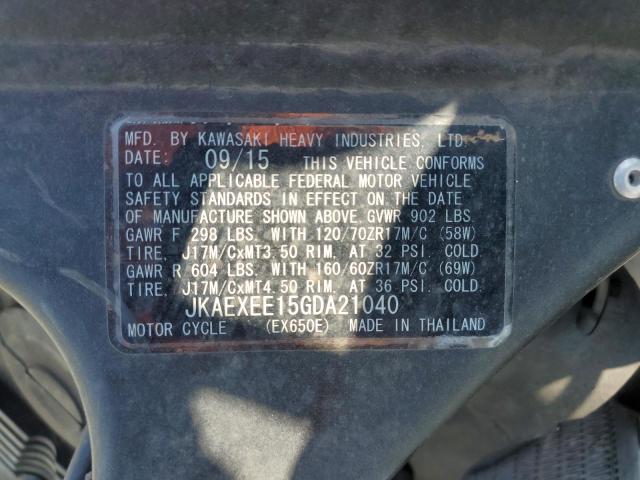 MFD. BY KAWASAKI HEAVY INDUSTRIES, LTD.
DATE: 09/15 THIS VEHICLE CONFORMS
TO ALL APPLICABLE FEDERAL MOTOR VEHICLE
SAFETY STANDARDS IN EFFECT ON THE DATE
OF MANUFACTURE SHOWN ABOVE GVWR 902 LBS.
GAWR F 298 LBS. WITH 120/70ZR17M/C (58W)
TIRE, J17M/CxMT3.50 RIM. AT 32 PSI. COLD
GAWR R 604 LBS. WITH 160/60ZR17M/C (69W)
TIRE, J17M/CxMT4.50 RIM. AT 36 PSI. COLD.
JKAEXEE15GDA21040
MOTOR CYCLE (EX650E) MADE IN THAILAND